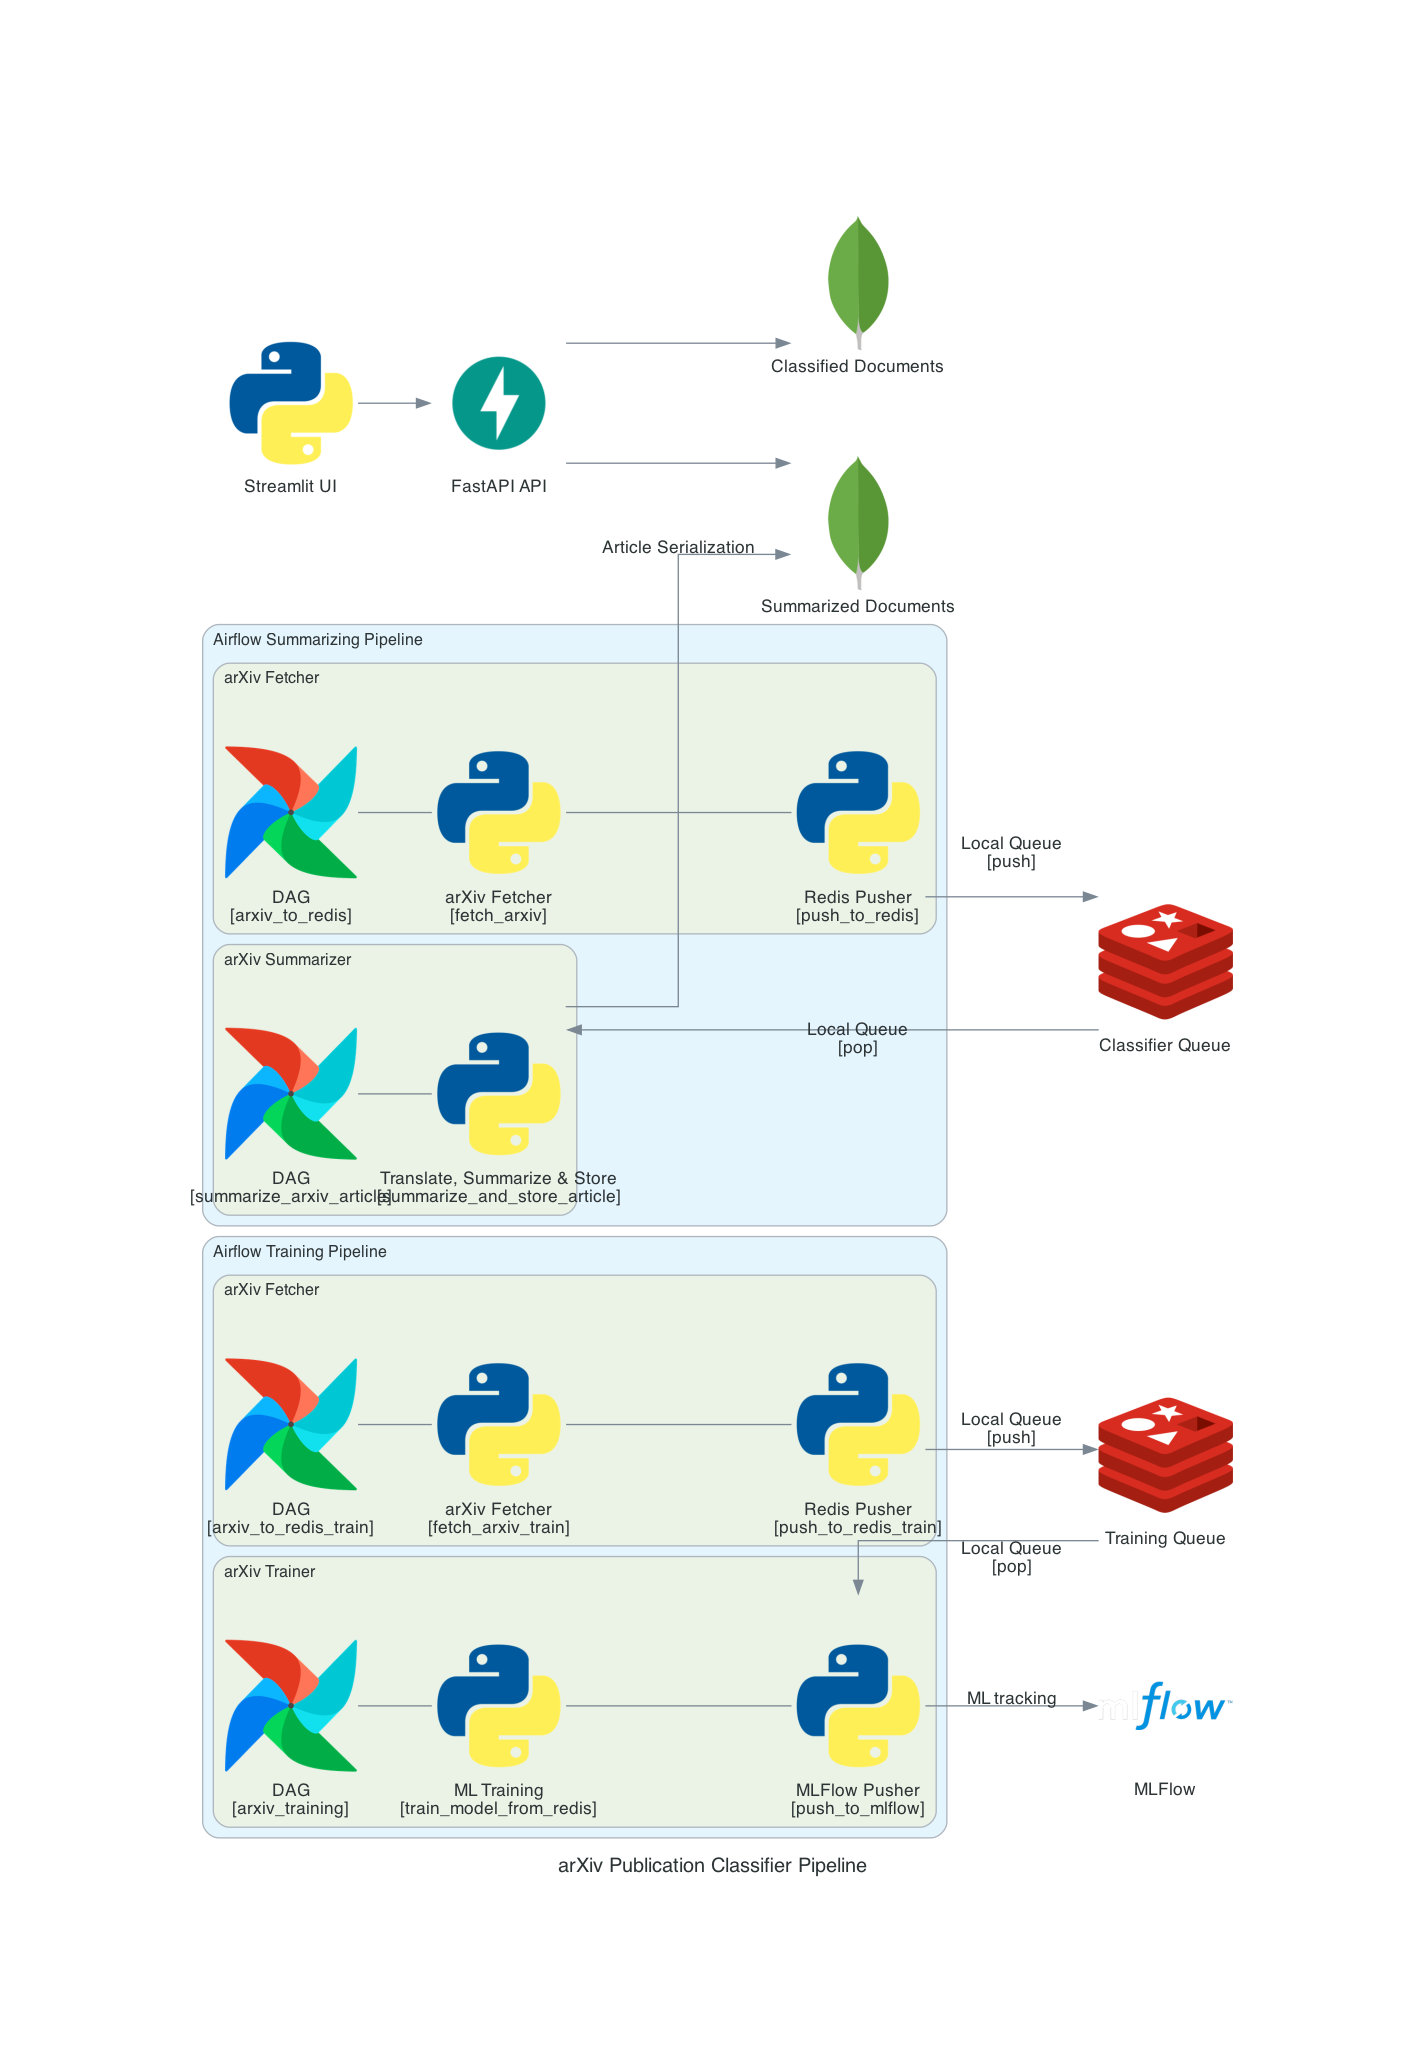 Classified Documents
Streamlit UI
FastAPI API
Article Serialization
Summarized Documents
Airflow Summarizing Pipeline
arXiv Fetcher
DAG
[arxiv_to_redis]
arXiv Fetcher
[fetch_arxiv]
Redis Pusher
[push_to_redis]
Local Queue
[push]
arXiv Summarizer
Local Queue
[pop]
Classifier Queue
DAG
[summarize_arxiv_article]
Translate, Summarize & Store
[summarize_and_store_article]
Airflow Training Pipeline
arXiv Fetcher
DAG
[arxiv_to_redis_train]
arXiv Fetcher
[fetch_arxiv_train]
Redis Pusher
[push_to_redis_train]
Local Queue
[push]
Training Queue
Local Queue
[pop]
arXiv Trainer
DAG
[arxiv_training]
ML Training
[train_model_from_redis]
MLFlow Pusher
[push_to_mlflow]
ML tracking
mlflow™
MLFlow
arXiv Publication Classifier Pipeline